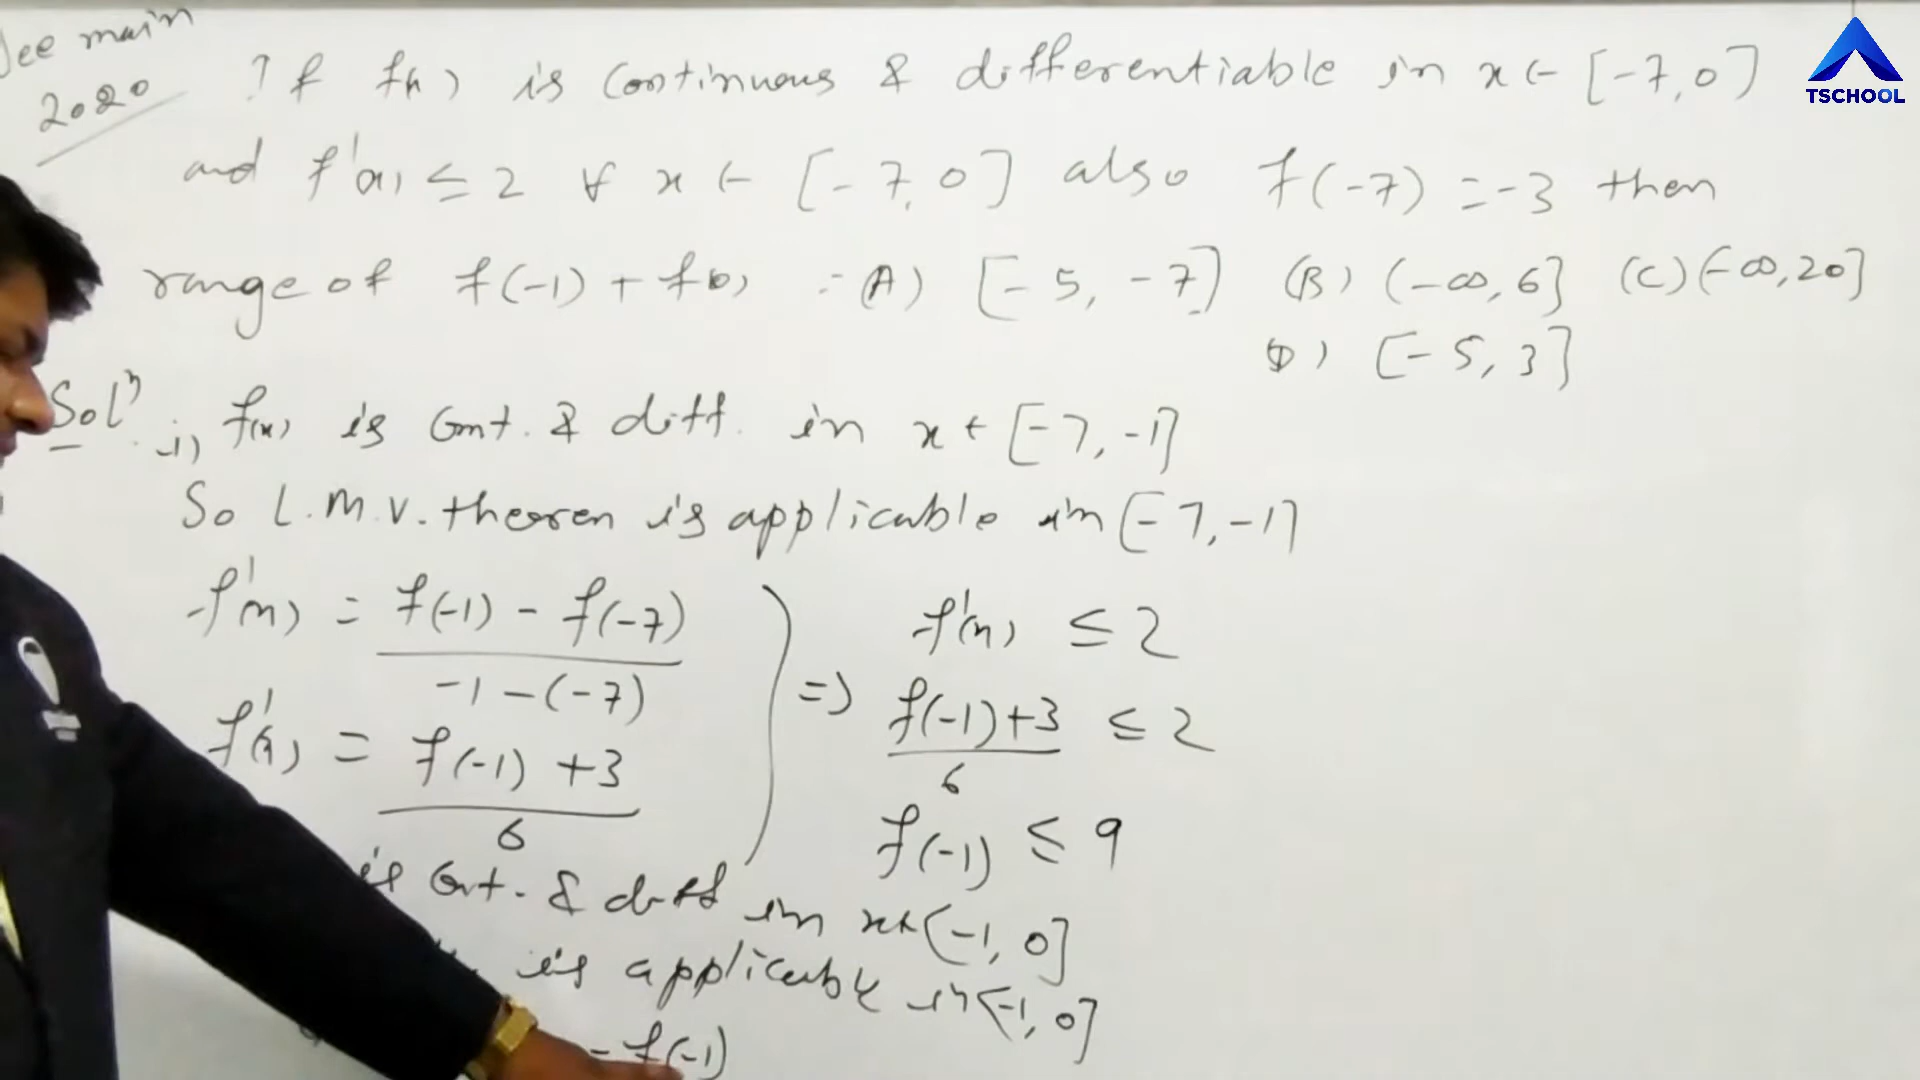 Jee main
2020
If f(x) is continuous & differentiable in x ∈ [-7,0]
TSCHOOL
and f'(x) ≤ 2 ∀ x ∈ [-7,0] also f(-7) = -3 then
range of f(-1) + f(0) :- (A) [-5, -7] (B) (-∞, 6] (C) (-∞, 20]
(D) [-5, 3]
Solⁿ i) f(x) is Cont. & diff. in x ∈ [-7, -1]
So L.M.V. theorem is applicable in [-7, -1]
f'(x) = f(-1) - f(-7) / -1-(-7)
f'(x) = f(-1) + 3 / 6
=> f'(x) ≤ 2
f(-1)+3 / 6 ≤ 2
f(-1) ≤ 9
is Cont. & diff in x ∈ [-1, 0]
is applicable in [-1, 0]
- f(-1)